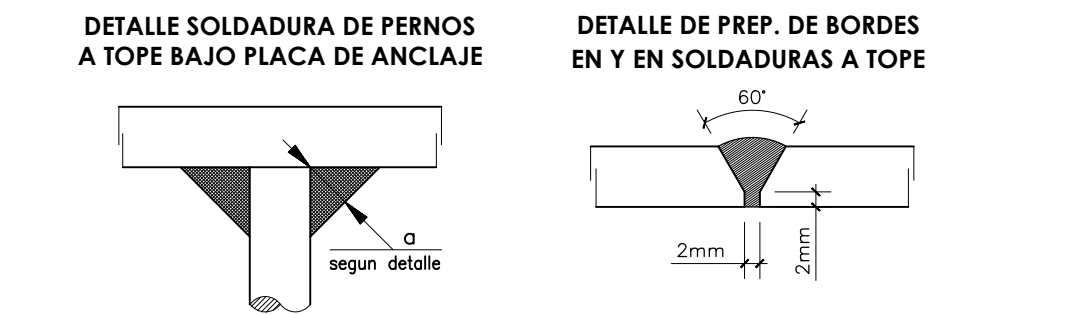 DETALLE SOLDADURA DE PERNOS
A TOPE BAJO PLACA DE ANCLAJE
a
segun detalle
DETALLE DE PREP. DE BORDES
EN Y EN SOLDADURAS A TOPE
60°
2mm
2mm